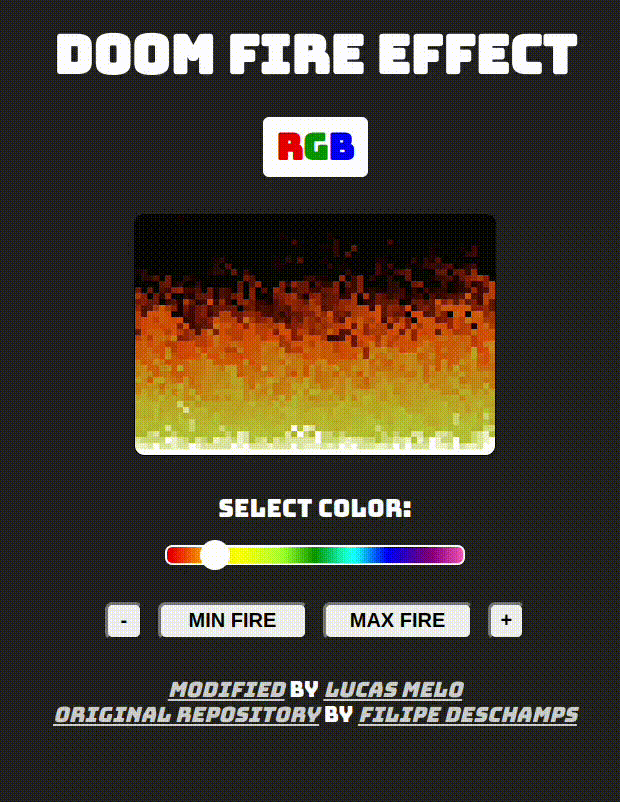 DOOM FIRE EFFECT
RGB
SELECT COLOR:
- MIN FIRE MAX FIRE +
MODIFIED BY LUCAS MELO
ORIGINAL REPOSITORY BY FILIPE DESCHAMPS